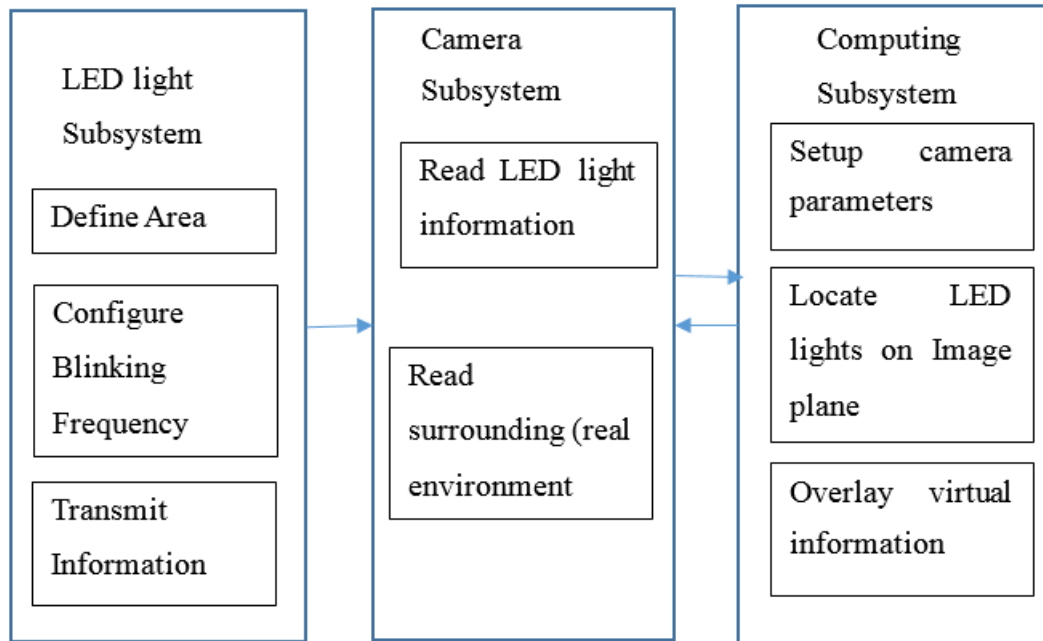 LED light
Subsystem
Define Area
Configure
Blinking
Frequency
Transmit
Information
Camera
Subsystem
Read LED light
information
Read
surrounding (real
environment
Computing
Subsystem
Setup camera
parameters
Locate LED
lights on Image
plane
Overlay virtual
information